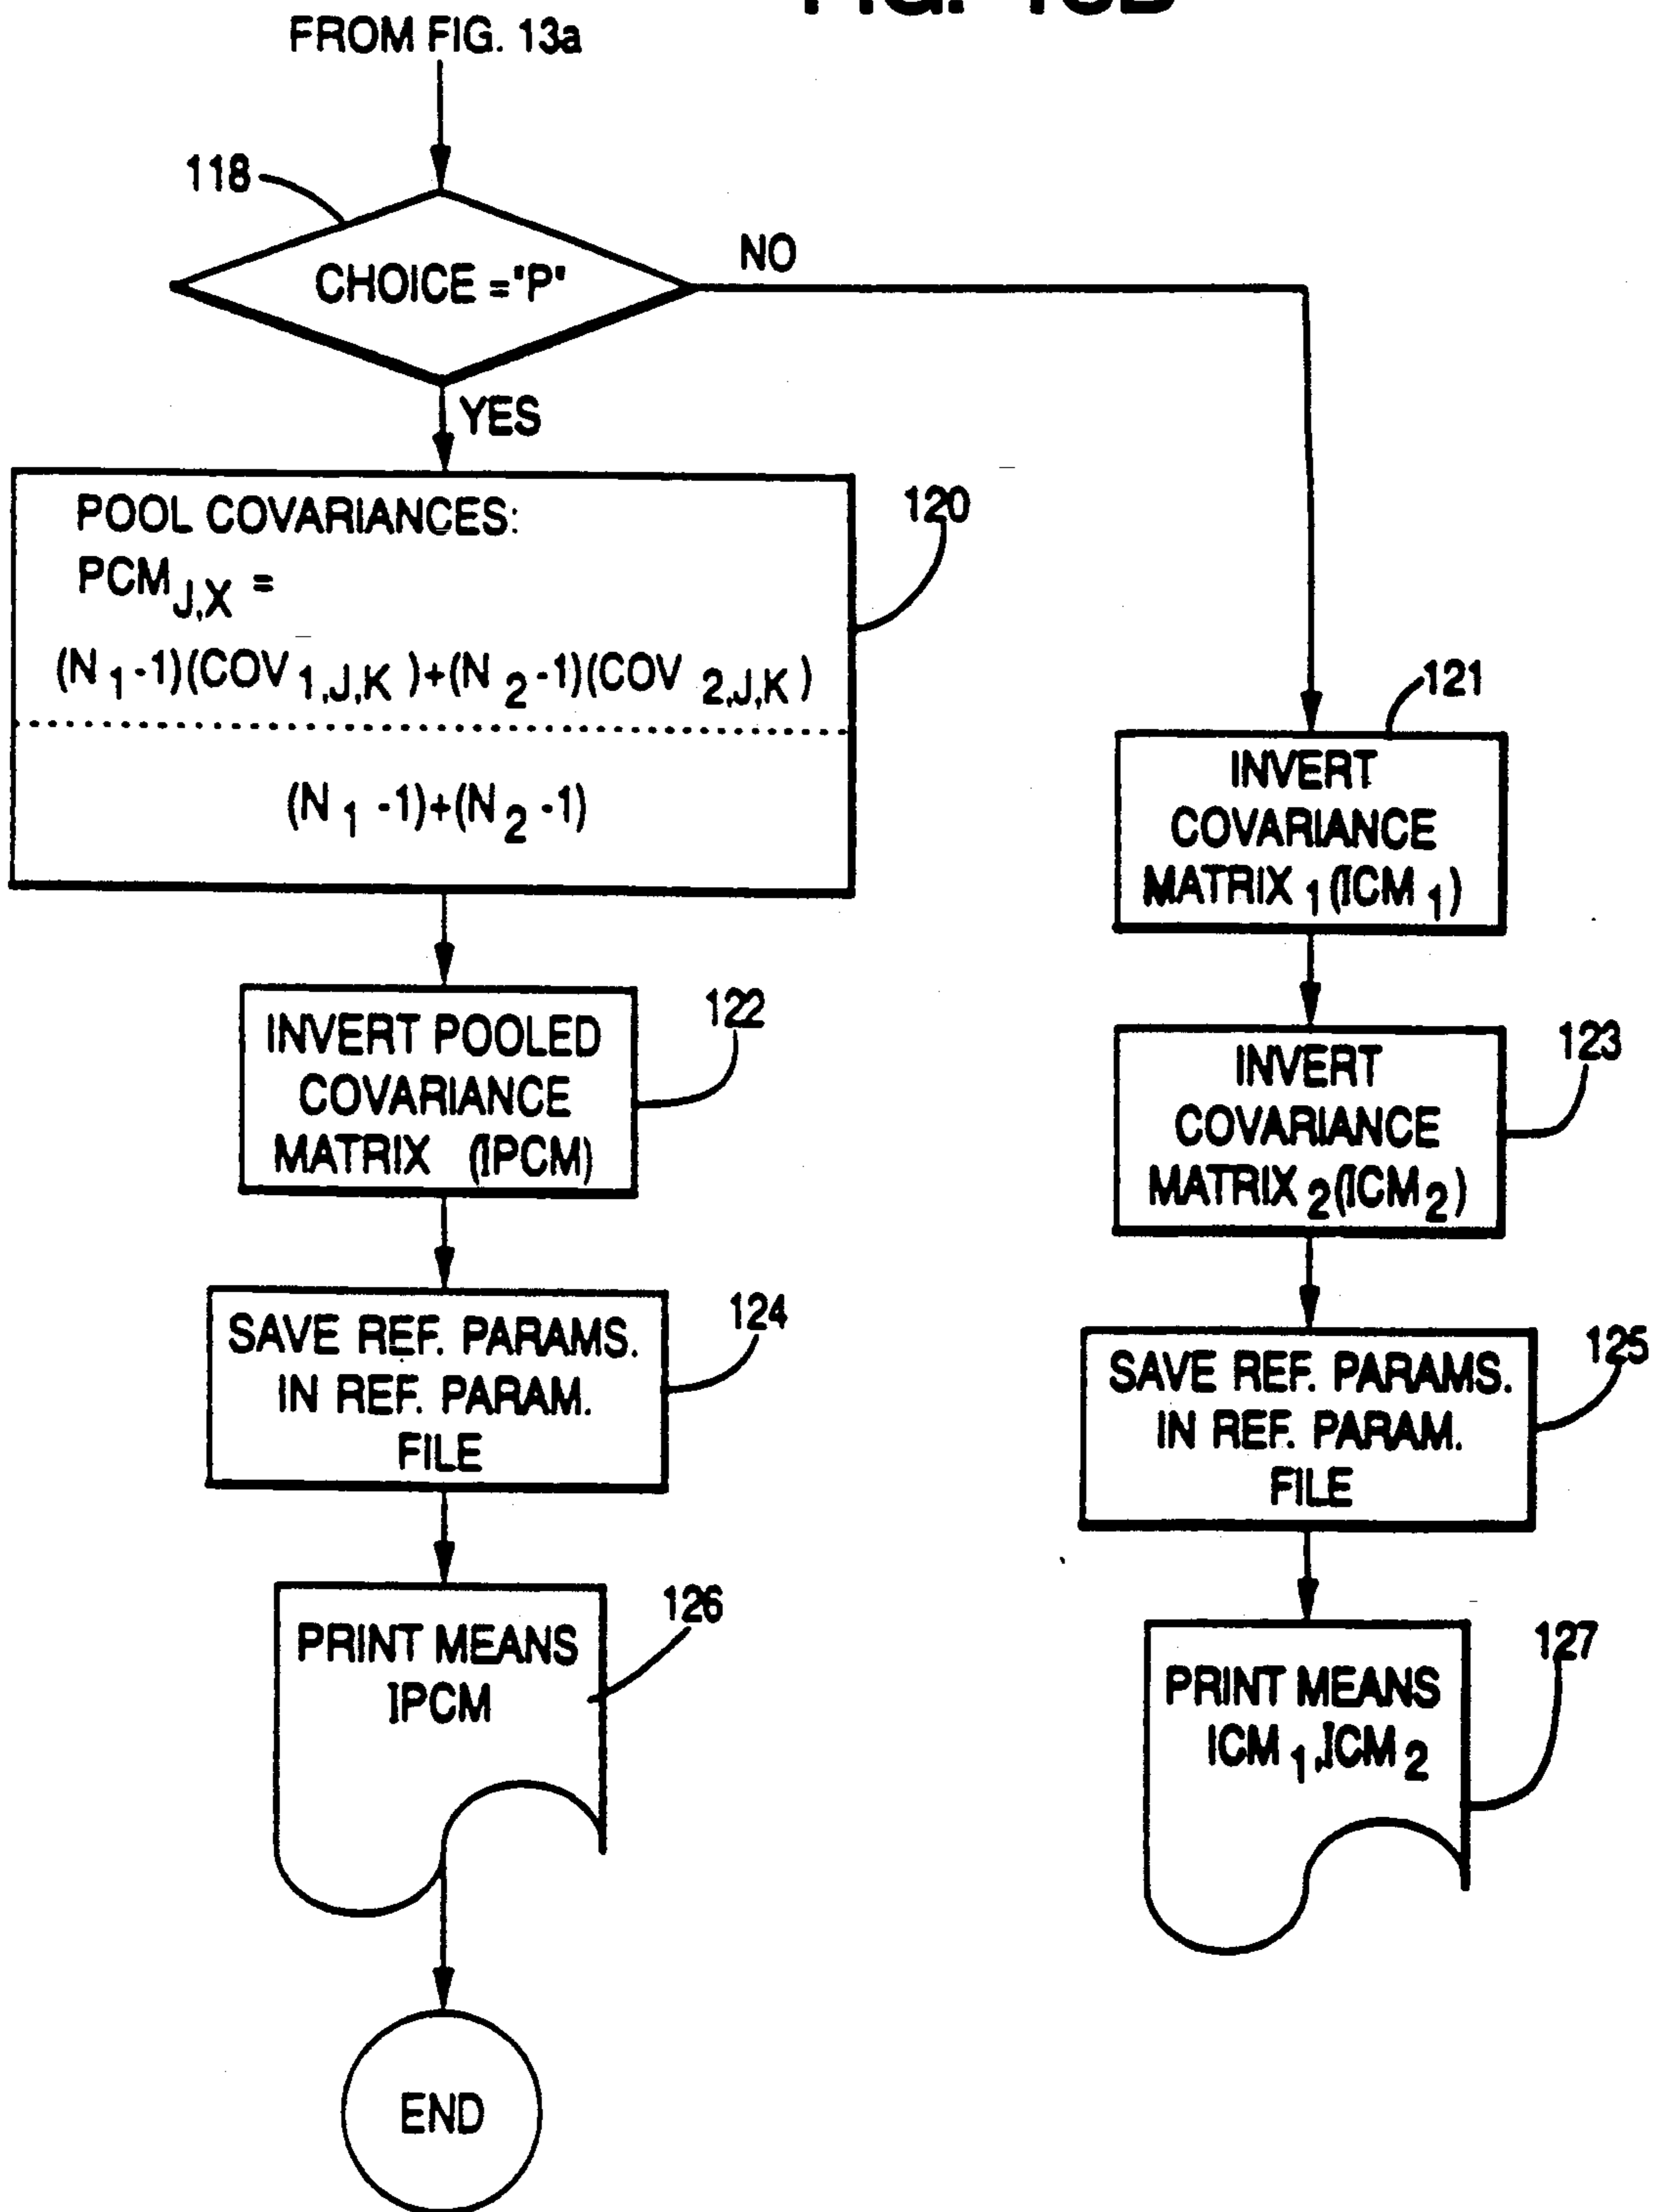 FROM FIG. 13a
118
CHOICE ="P"
NO
YES
POOL COVARIANCES:
PCM J,X =
(N 1 -1)(COV 1,J,K )+(N 2 -1)(COV 2,J,K )
(N 1 -1)+(N 2 -1)
120
121
INVERT
COVARIANCE
MATRIX 1 (ICM 1)
122
INVERT POOLED
COVARIANCE
MATRIX (IPCM)
123
INVERT
COVARIANCE
MATRIX 2 (ICM 2)
124
SAVE REF. PARAMS.
IN REF. PARAM.
FILE
125
SAVE REF. PARAMS.
IN REF. PARAM.
FILE
126
PRINT MEANS
IPCM
127
PRINT MEANS
ICM 1,ICM 2
END